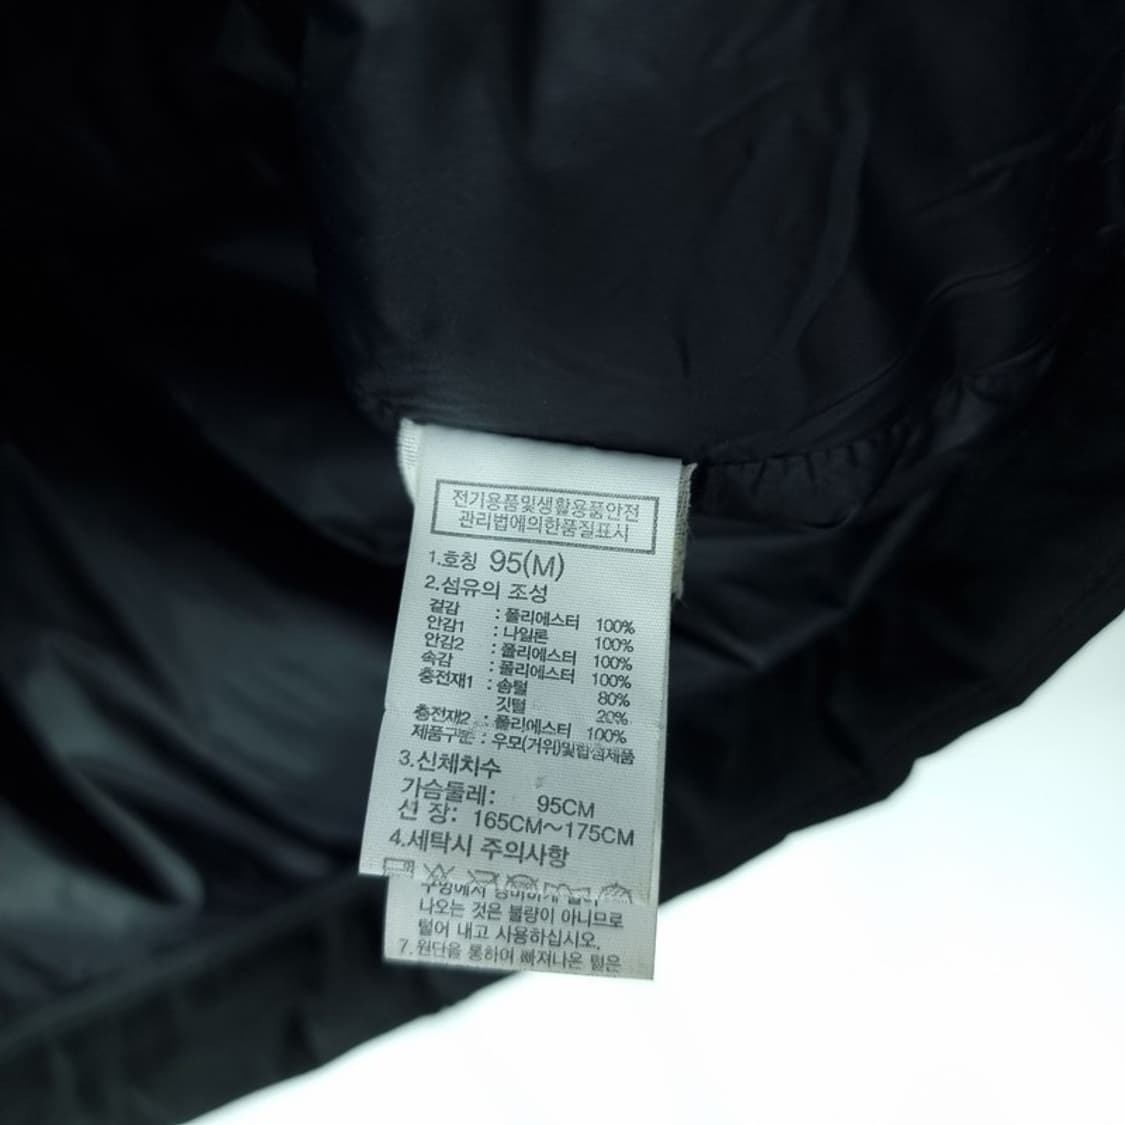 전기용품및생활용품안전
관리법에의한품질표시
1.호칭 95(M)
2.섬유의 조성
겉감 : 폴리에스터 100%
안감1 : 나일론 100%
안감2 : 폴리에스터 100%
속감 : 폴리에스터 100%
충전재1 : 솜털 80%
깃털 20%
충전재2 : 폴리에스터 100%
제품구분 : 우모(거위)및합성제품
3.신체치수
가슴둘레: 95CM
신 장: 165CM~175CM
4.세탁시 주의사항
나오는 것은 불량이 아니므로
털어 내고 사용하십시오.
7.원단을 통하여 빠져나온 털은